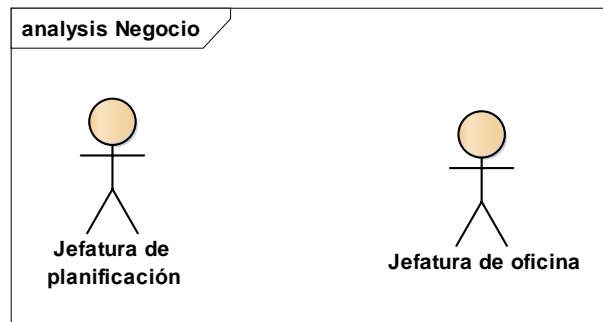 analysis Negocio
Jefatura de
planificación
Jefatura de oficina